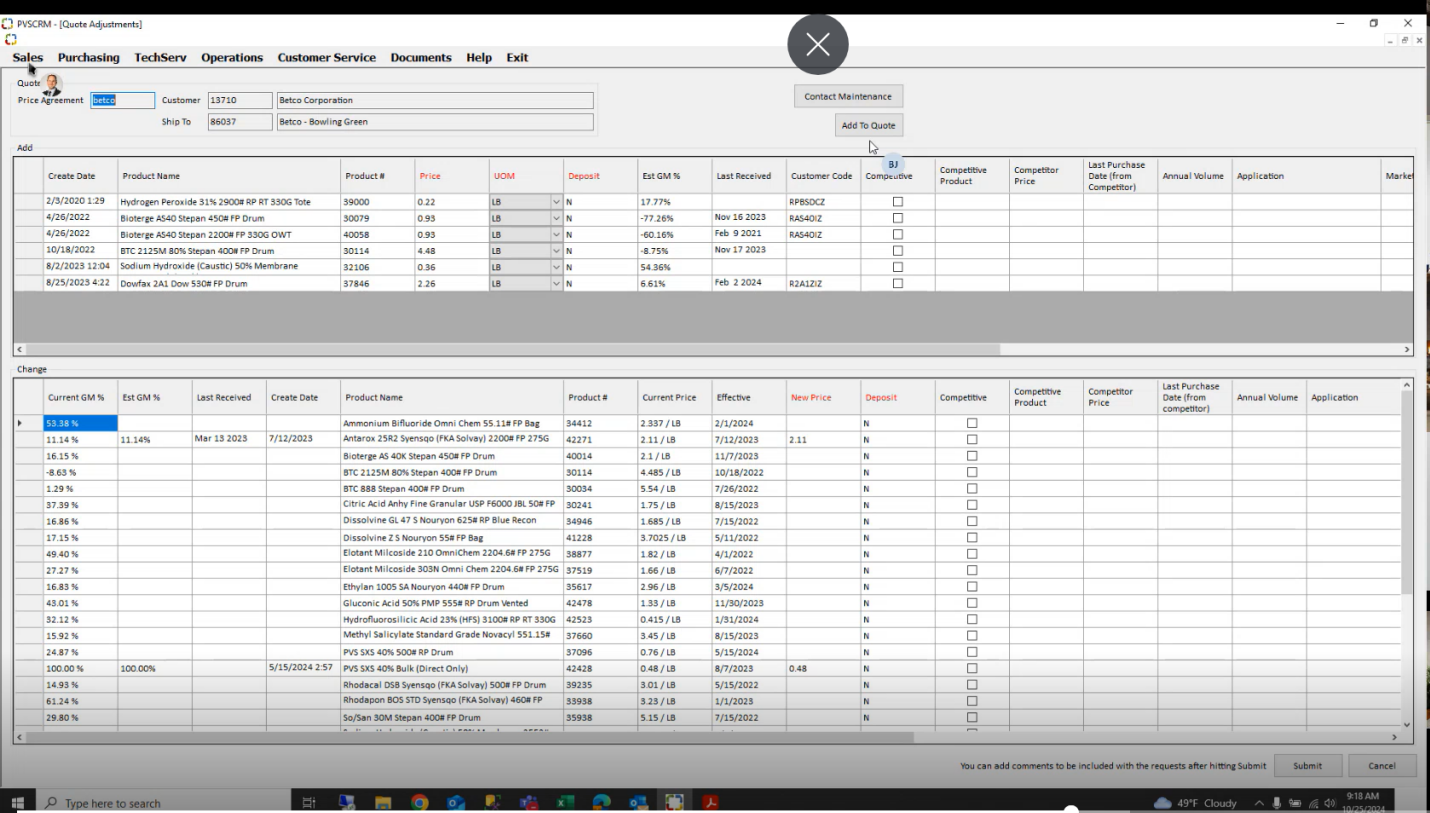 PVSCRM - [Quote Adjustments]
Sales Purchasing TechServ Operations Customer Service Documents Help Exit
Quote
Price Agreement betco Customer 13710 Betco Corporation
Contact Maintenance
Ship To 86037 Betco - Bowling Green
Add To Quote
Add
BJ
Create Date Product Name Product # Price UOM Deposit Est GM % Last Received Customer Code Competitive Competitive Product Competitor Price Last Purchase Date (from Competitor) Annual Volume Application Market
2/3/2020 1:29 Hydrogen Peroxide 31% 2900# RP RT 330G Tote 39000 0.22 LB N 17.77% RPBSDCZ
4/26/2022 Bioterge AS40 Stepan 450# FP Drum 30079 0.93 LB N -77.26% Nov 16 2023 RAS40IZ
4/26/2022 Bioterge AS40 Stepan 2200# FP 330G OWT 40058 0.93 LB N -60.16% Feb 9 2021 RAS40IZ
10/18/2022 BTC 2125M 80% Stepan 400# FP Drum 30114 4.48 LB N -8.75% Nov 17 2023
8/2/2023 12:04 Sodium Hydroxide (Caustic) 50% Membrane 32106 0.36 LB N 54.36%
8/25/2023 4:22 Dowfax 2A1 Dow 530# FP Drum 37846 2.26 LB N 6.61% Feb 2 2024 R2A1ZIZ
Change
Current GM % Est GM % Last Received Create Date Product Name Product # Current Price Effective New Price Deposit Competitive Competitive Product Competitor Price Last Purchase Date (from competitor) Annual Volume Application
53.38 % Ammonium Bifluoride Omni Chem 55.11# FP Bag 34412 2.337 / LB 2/1/2024 N
11.14 % 11.14% Mar 13 2023 7/12/2023 Antarox 25R2 Syensqo (FKA Solvay) 2200# FP 275G 42271 2.11 / LB 7/12/2023 2.11 N
16.15 % Bioterge AS 40K Stepan 450# FP Drum 40014 2.1 / LB 11/7/2023 N
-8.63 % BTC 2125M 80% Stepan 400# FP Drum 30114 4.485 / LB 10/18/2022 N
1.29 % BTC 888 Stepan 400# FP Drum 30034 5.54 / LB 7/26/2022 N
37.39 % Citric Acid Anhy Fine Granular USP F6000 JBL 50# FP 30241 1.75 / LB 8/15/2023 N
16.86 % Dissolvine GL 47 S Nouryon 625# RP Blue Recon 34946 1.685 / LB 7/15/2022 N
17.15 % Dissolvine Z S Nouryon 55# FP Bag 41228 3.7025 / LB 5/11/2022 N
49.40 % Elotant Milcoside 210 OmniChem 2204.6# FP 275G 38877 1.82 / LB 4/1/2022 N
27.27 % Elotant Milcoside 303N Omni Chem 2204.6# FP 275G 37519 1.66 / LB 6/7/2022 N
16.83 % Ethylan 1005 SA Nouryon 440# FP Drum 35617 2.96 / LB 3/5/2024 N
43.01 % Gluconic Acid 50% PMP 555# RP Drum Vented 42478 1.33 / LB 11/30/2023 N
32.12 % Hydrofluorosilicic Acid 23% (HFS) 3100# RP RT 330G 42523 0.415 / LB 1/31/2024 N
15.92 % Methyl Salicylate Standard Grade Novacyl 551.15# 37660 3.45 / LB 8/15/2023 N
24.87 % PVS SXS 40% 500# RP Drum 37096 0.76 / LB 5/15/2024 N
100.00 % 100.00% 5/15/2024 2:57 PVS SXS 40% Bulk (Direct Only) 42428 0.48 / LB 8/7/2023 0.48 N
14.93 % Rhodacal DSB Syensqo (FKA Solvay) 500# FP Drum 39235 3.01 / LB 5/15/2022 N
61.24 % Rhodapon BOS STD Syensqo (FKA Solvay) 460# FP 33938 3.23 / LB 1/1/2023 N
29.80 % So/San 30M Stepan 400# FP Drum 35938 5.15 / LB 7/15/2022 N
You can add comments to be included with the requests after hitting Submit Submit Cancel
Type here to search 49°F Cloudy 9:18 AM
10/25/2024